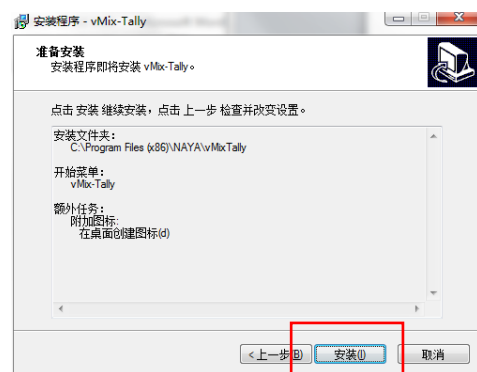 安装程序 - vMix-Tally
准备安装
安装程序即将安装 vMix-Tally。
点击 安装 继续安装，点击 上一步 检查并改变设置。
安装文件夹：
C:\Program Files (x86)\NAYA\vMixTally
开始菜单：
vMix-Tally
额外任务：
附加图标:
在桌面创建图标(d)
<上一步(B) 安装(I) 取消